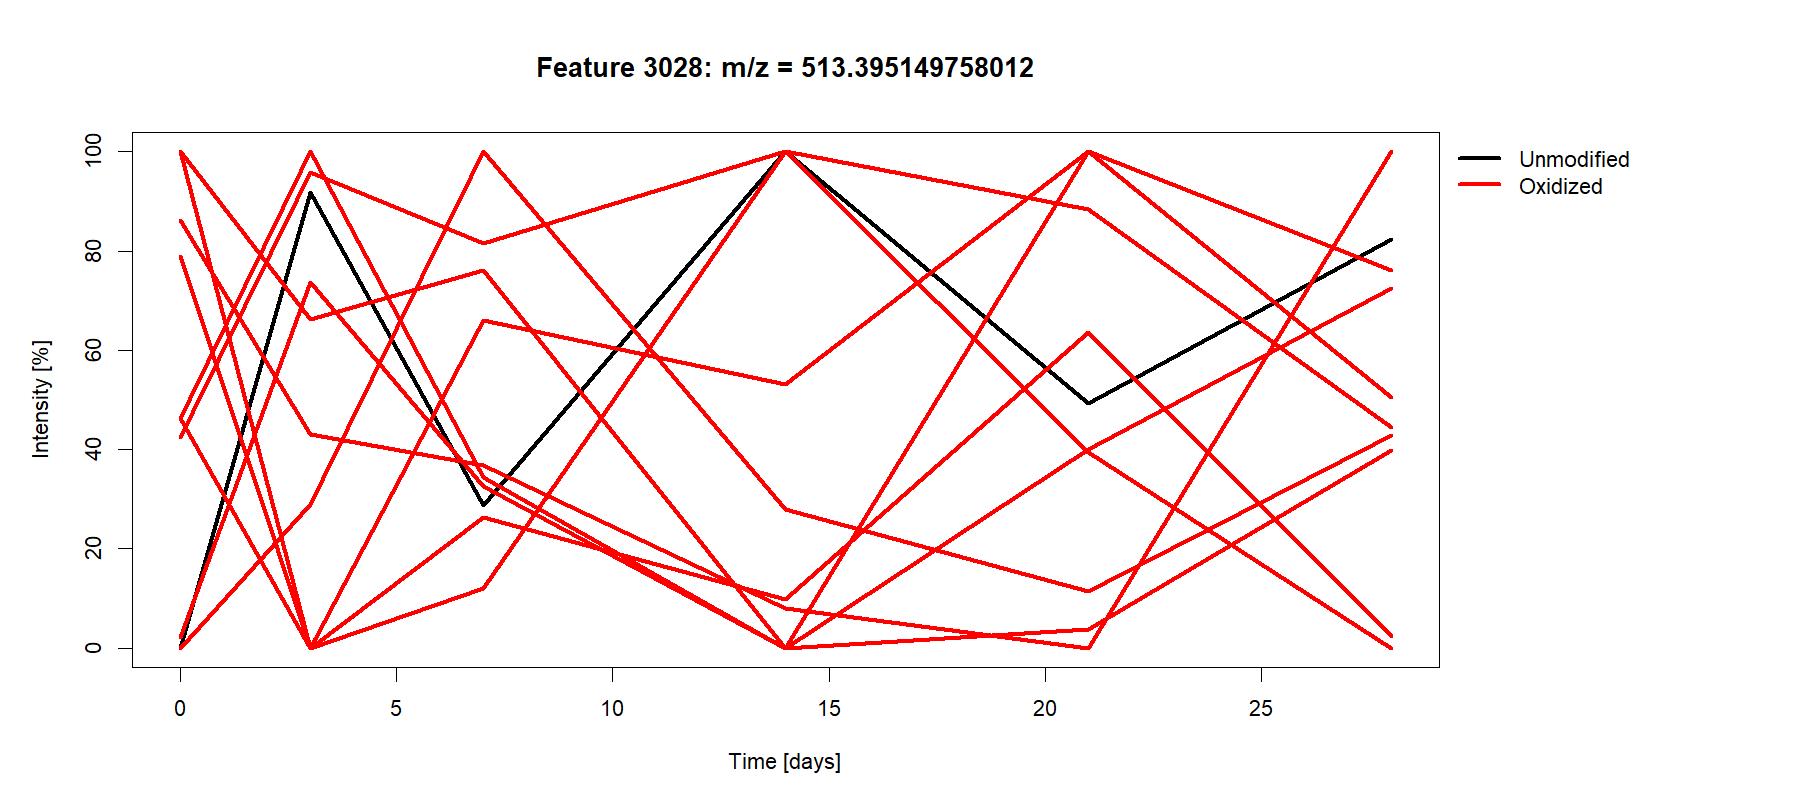 Feature 3028: m/z = 513.395149758012
Unmodified
Oxidized
100
80
60
40
20
0
Intensity [%]
0 5 10 15 20 25
Time [days]